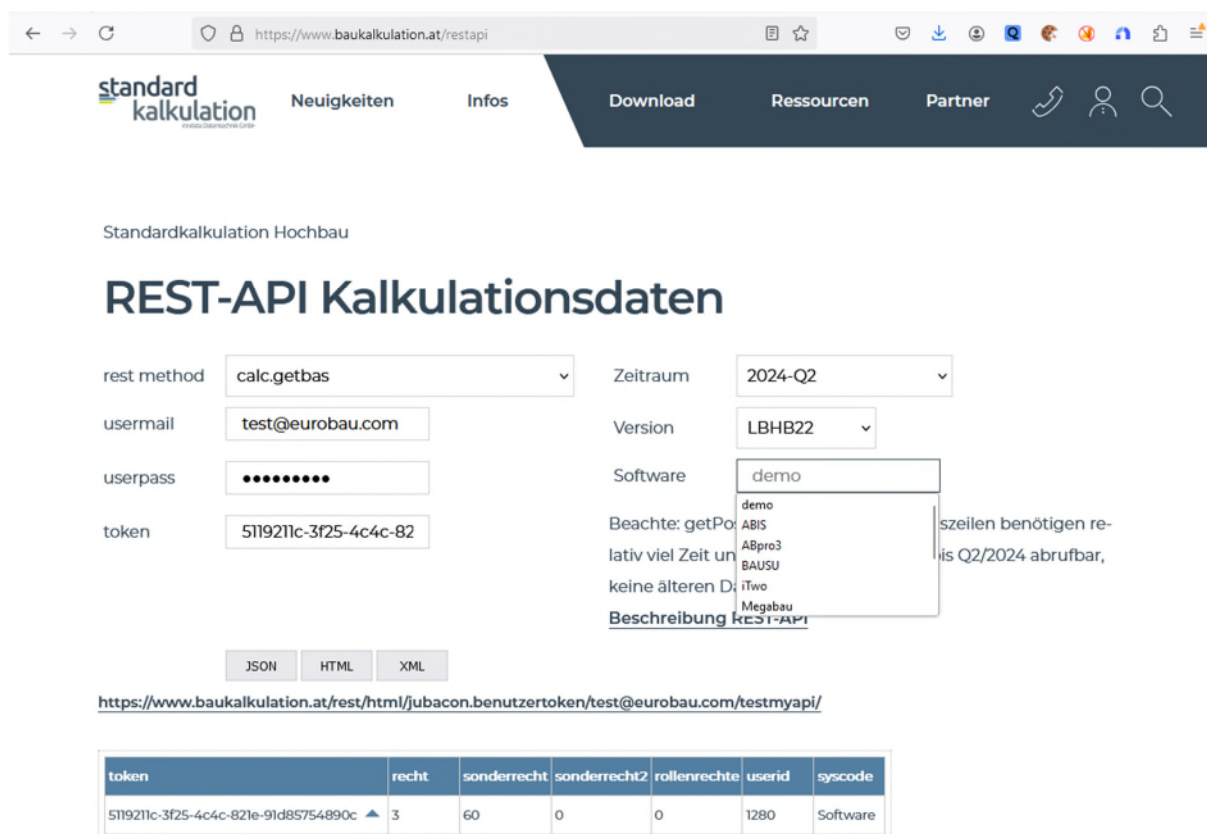 https://www.baukalkulation.at/restapi
standard
kalkulation
Neuigkeiten
Infos
Download
Ressourcen
Partner
Standardkalkulation Hochbau
REST-API Kalkulationsdaten
rest method calc.getbas
Zeitraum 2024-Q2
usermail test@eurobau.com
Version LBHB22
userpass •••••••••
Software demo
token 5119211c-3f25-4c4c-82
demo
ABIS
ABpro3
BAUSU
iTwo
Megabau
Beachte: getPo szeilen benötigen re-
lativ viel Zeit un is Q2/2024 abrufbar,
keine älteren D
Beschreibung REST-API
JSON HTML XML
https://www.baukalkulation.at/rest/html/jubacon.benutzertoken/test@eurobau.com/testmyapi/
token recht sonderrecht sonderrecht2 rollenrechte userid syscode
5119211c-3f25-4c4c-821e-91d85754890c 3 60 0 0 1280 Software